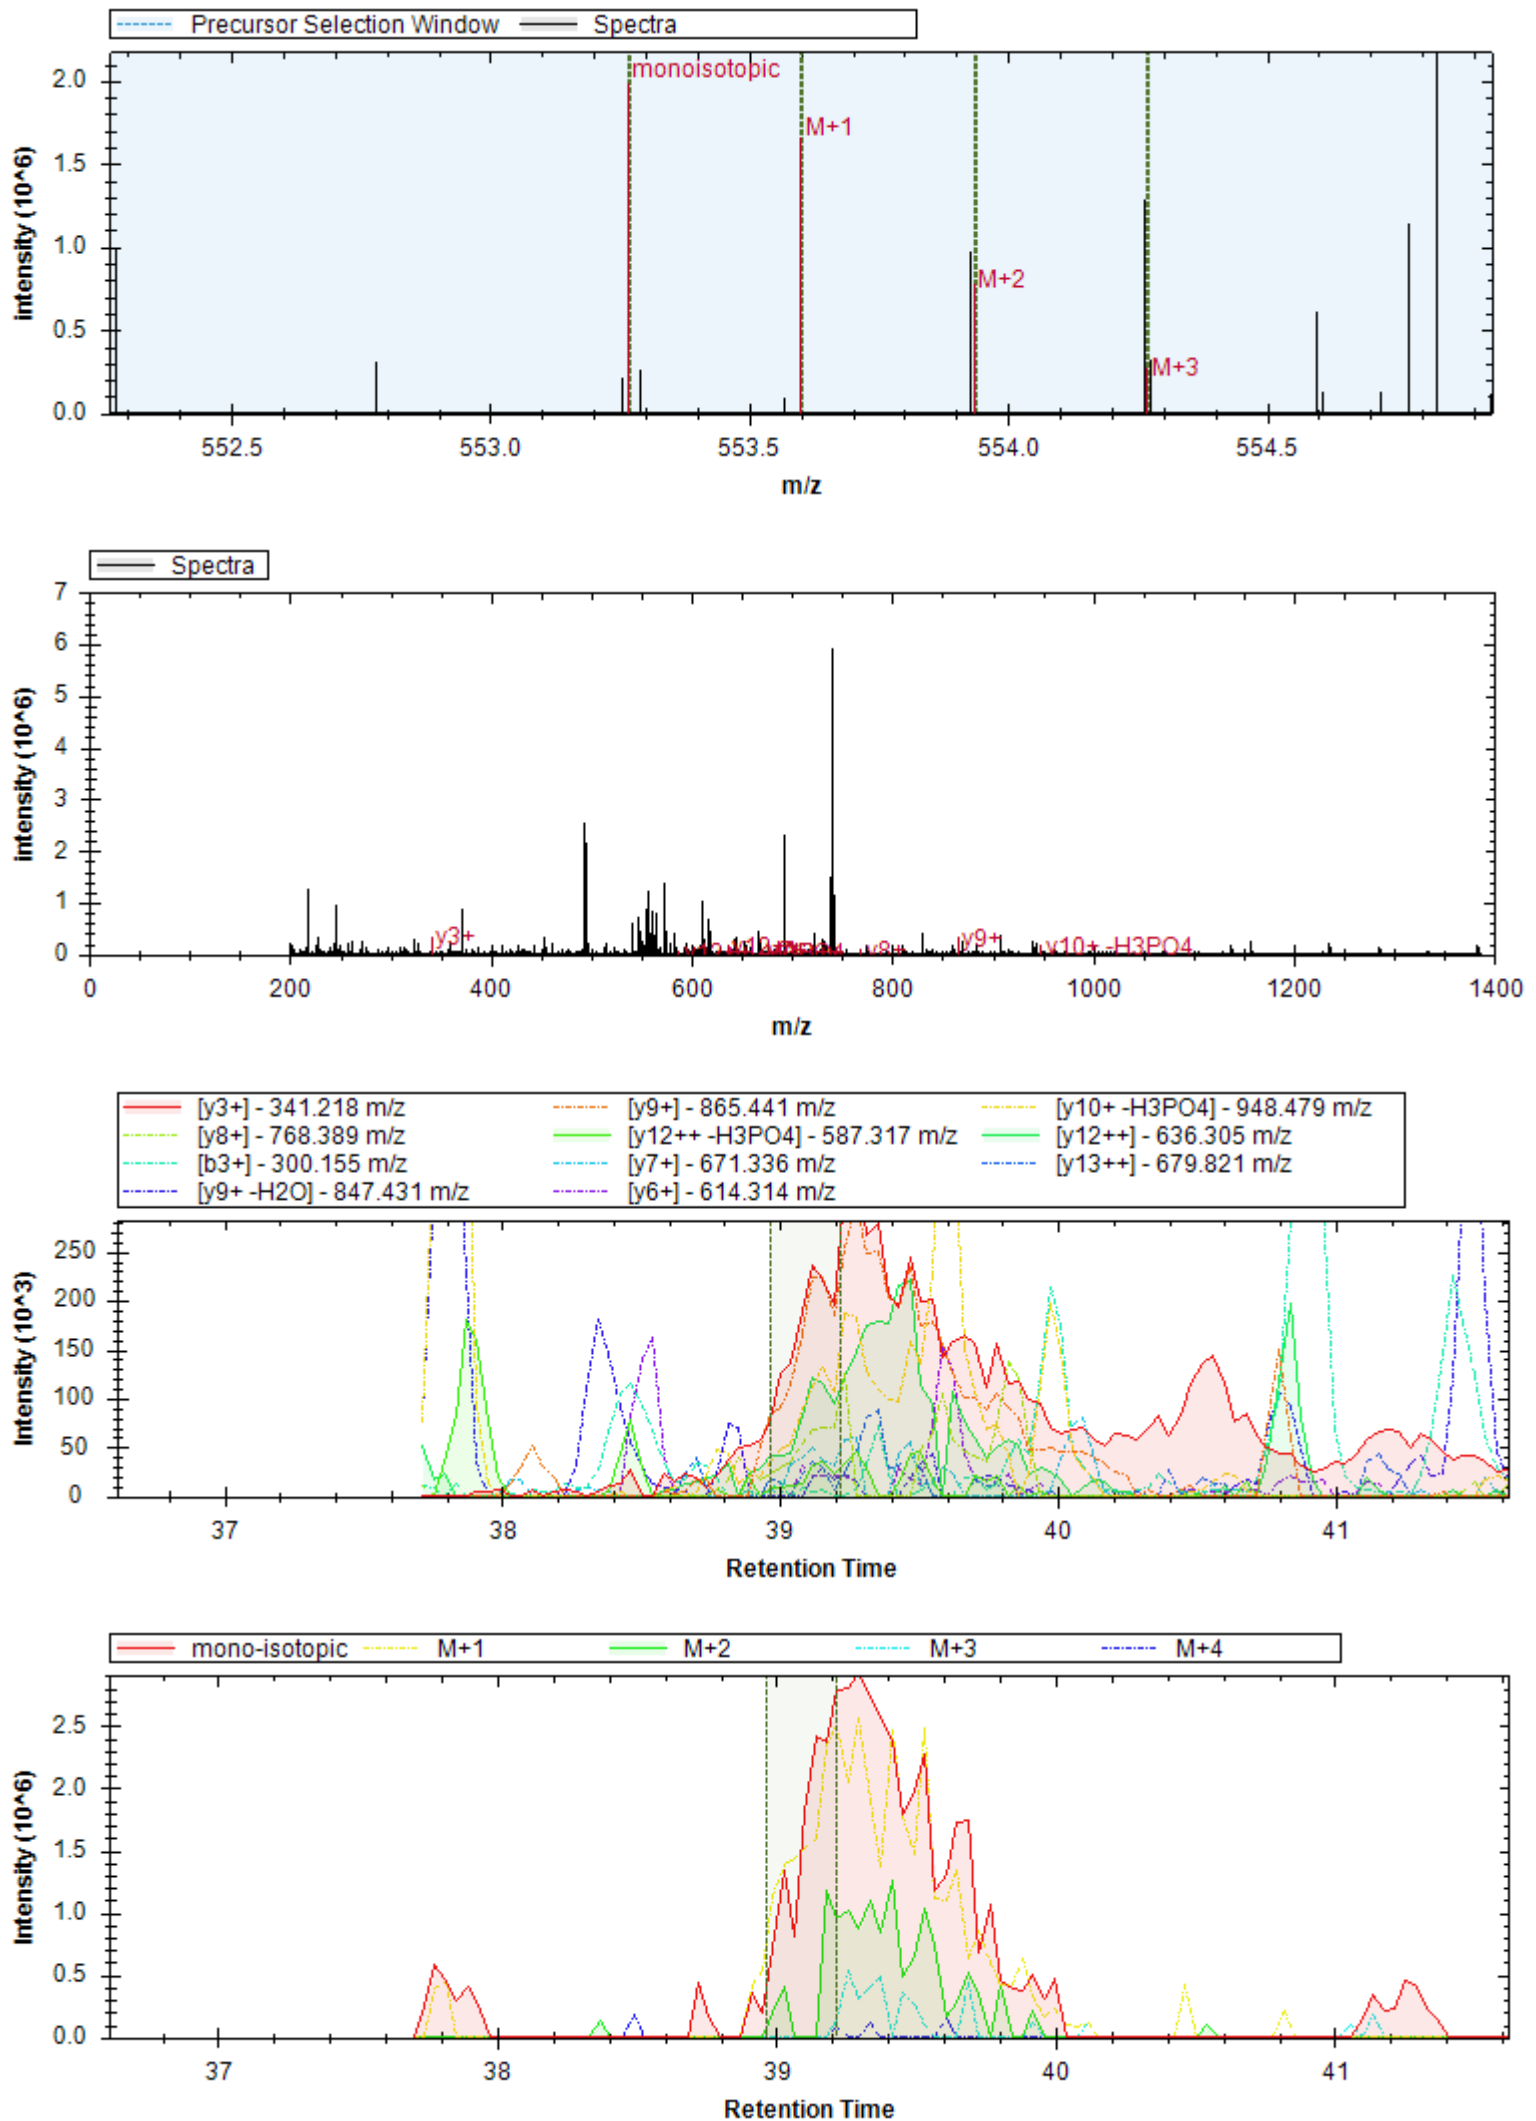 Precursor Selection Window Spectra
monoisotopic
M+1
M+2
M+3
intensity (10^6)
2.0
1.5
1.0
0.5
0.0
552.5 553.0 553.5 554.0 554.5
m/z
Spectra
intensity (10^6)
7
6
5
4
3
2
1
0
y3+ y8+ y9+ y10+ -H3PO4
0 200 400 600 800 1000 1200 1400
m/z
[y3+] - 341.218 m/z [y9+] - 865.441 m/z [y10+ -H3PO4] - 948.479 m/z
[y8+] - 768.389 m/z [y12++ -H3PO4] - 587.317 m/z [y12++] - 636.305 m/z
[b3+] - 300.155 m/z [y7+] - 671.336 m/z [y13++] - 679.821 m/z
[y9+ -H2O] - 847.431 m/z [y6+] - 614.314 m/z
Intensity (10^3)
250
200
150
100
50
0
37 38 39 40 41
Retention Time
mono-isotopic M+1 M+2 M+3 M+4
Intensity (10^6)
2.5
2.0
1.5
1.0
0.5
0.0
37 38 39 40 41
Retention Time